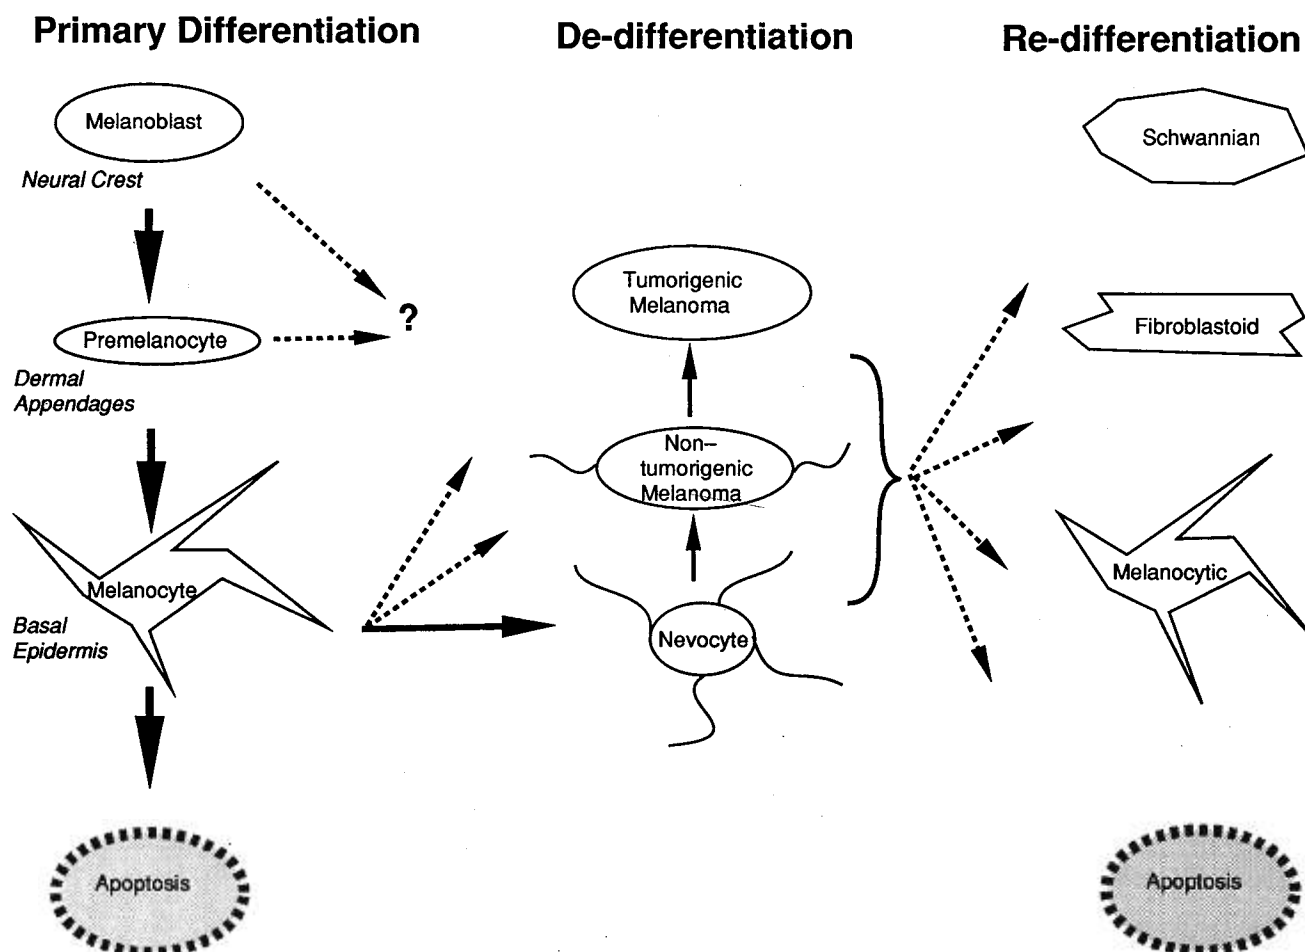 Primary Differentiation
De-differentiation
Re-differentiation
Melanoblast
Neural Crest
?
Premelanocyte
Dermal
Appendages
Melanocyte
Basal
Epidermis
Apoptosis
Tumorigenic
Melanoma
Non–
tumorigenic
Melanoma
Nevocyte
Schwannian
Fibroblastoid
Melanocytic
Apoptosis